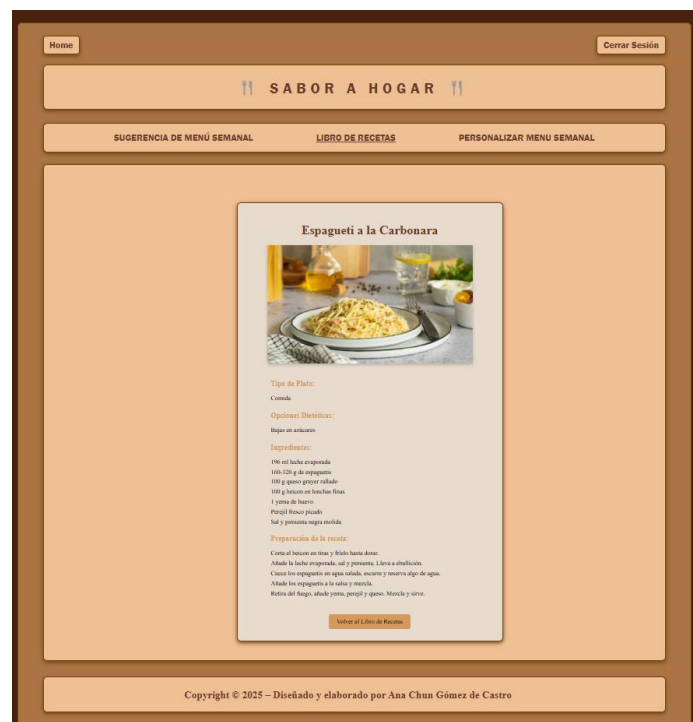 Home
Cerrar Sesión
SABOR A HOGAR
SUGERENCIA DE MENÚ SEMANAL
LIBRO DE RECETAS
PERSONALIZAR MENU SEMANAL
Espagueti a la Carbonara
Tipo de Plato:
Comida
Opciones Dietéticas:
Bajas en azúcares
Ingredientes:
196 ml leche evaporada
160-320 g de espaguetis
100 g queso gruyer rallado
100 g beicon en lonchas finas
1 yema de huevo
Perejil fresco picado
Sal y pimienta negra molida
Preparación de la receta:
Corta el beicon en tiras y fríelo hasta dorar.
Añade la leche evaporada, sal y pimienta. Lleva a ebullición.
Cuece los espaguetis en agua salada, escurre y reserva algo de agua.
Añade los espaguetis a la salsa y mezcla.
Retira del fuego, añade yema, perejil y queso. Mezcla y sirve.
Volver al Libro de Recetas
Copyright © 2025 – Diseñado y elaborado por Ana Chun Gómez de Castro